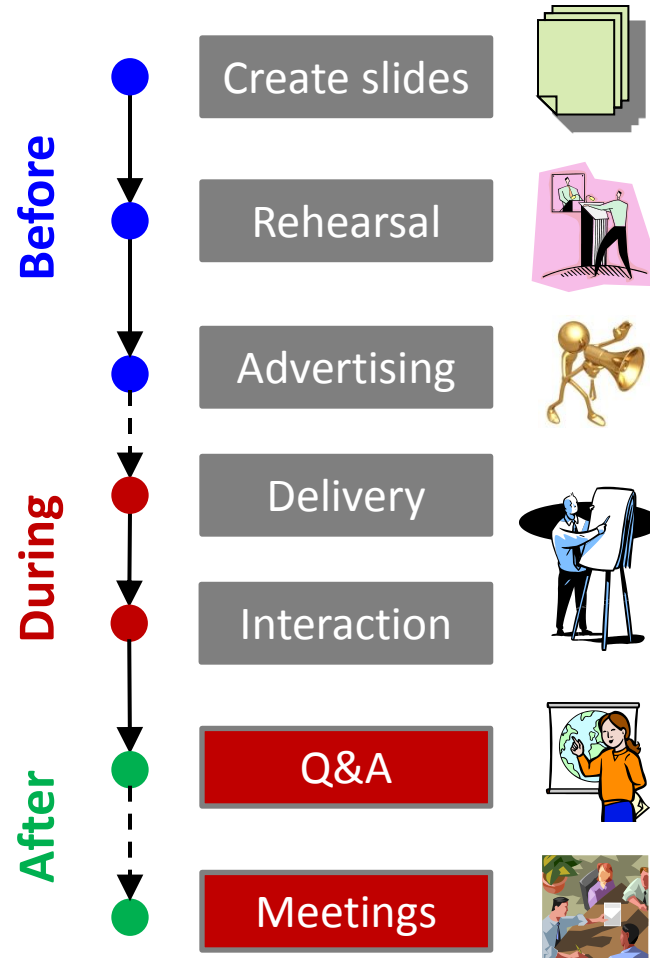 Before
Create slides
Rehearsal
Advertising
During
Delivery
Interaction
After
Q&A
Meetings